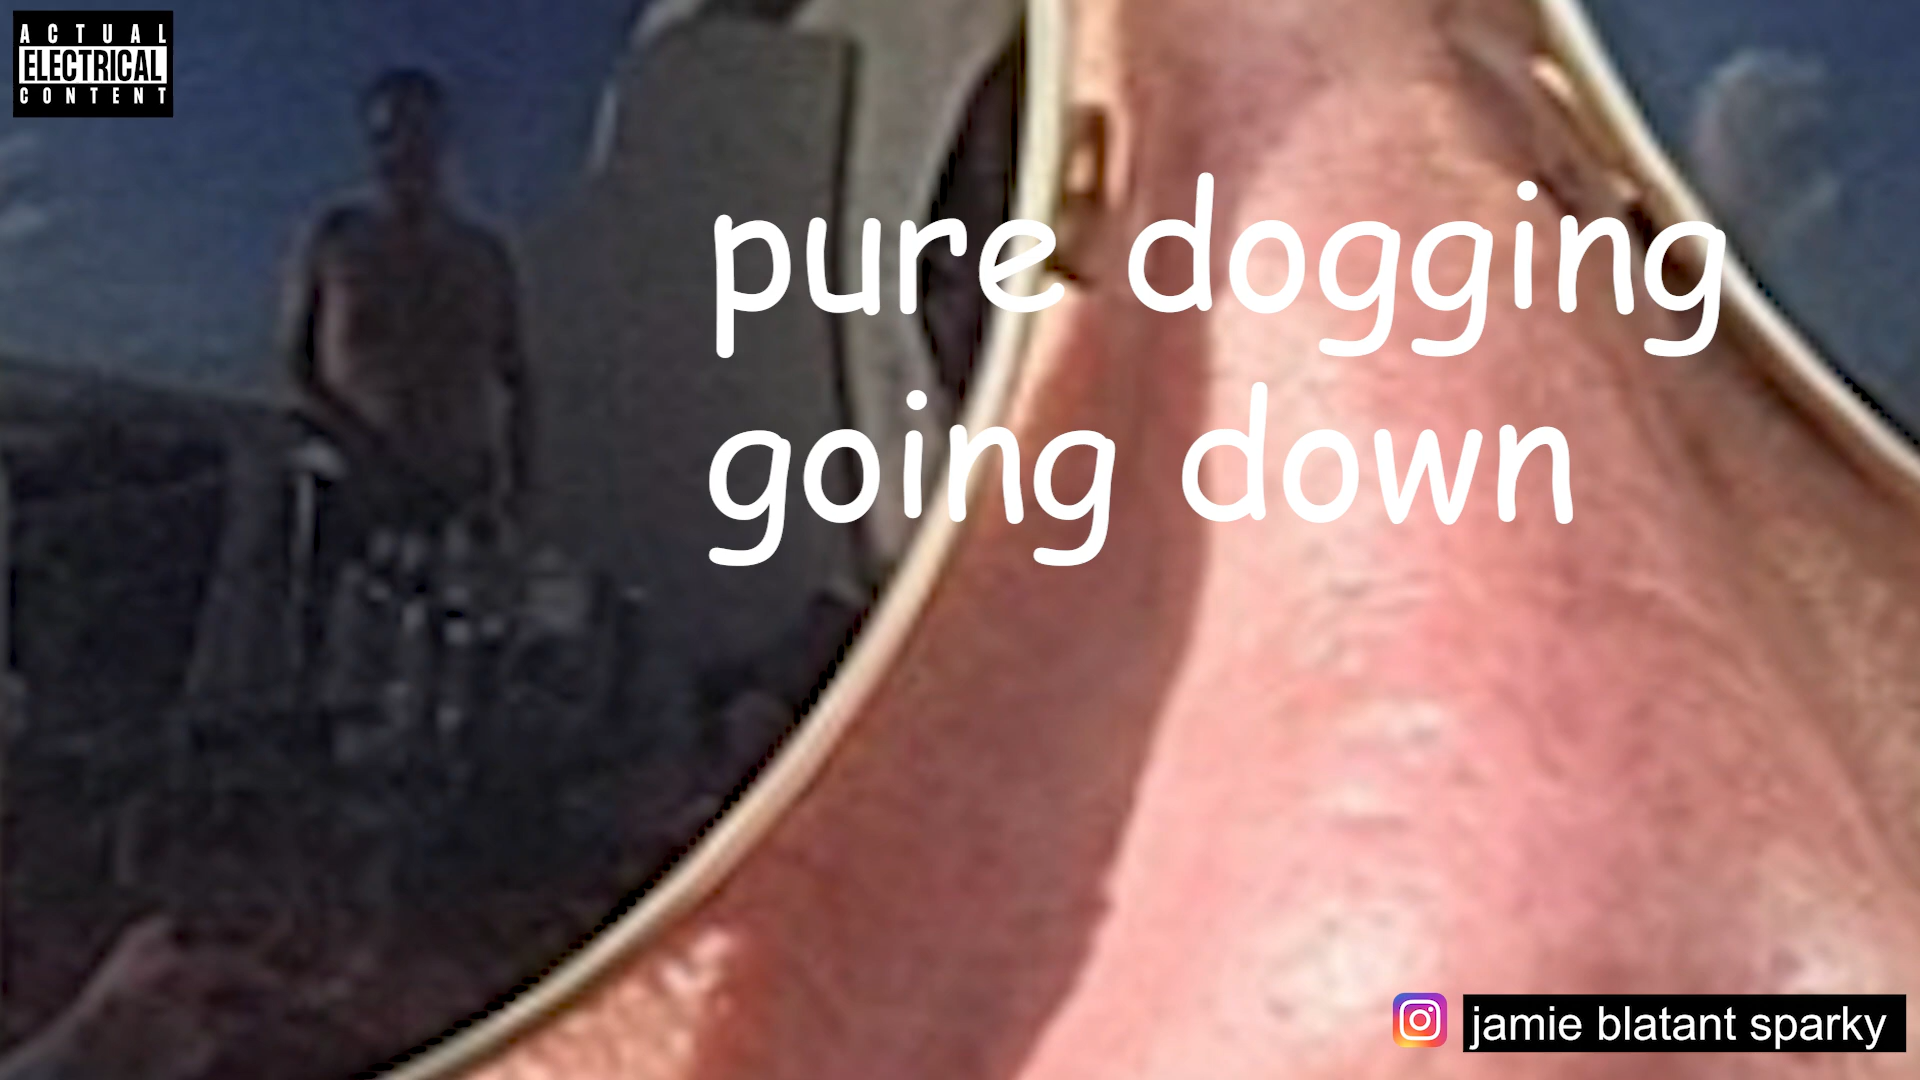 ACTUAL
ELECTRICAL
CONTENT
pure dogging
going down
jamie blatant sparky